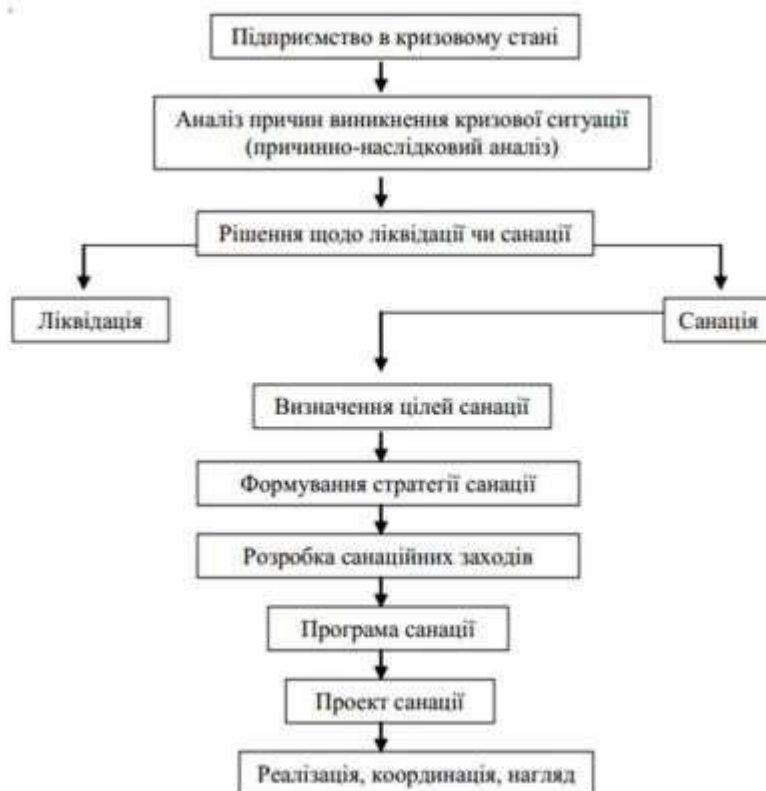 Підприємство в кризовому стані
Аналіз причин виникнення кризової ситуації
(причинно-наслідковий аналіз)
Рішення щодо ліквідації чи санації
Ліквідація
Санація
Визначення цілей санації
Формування стратегії санації
Розробка санаційних заходів
Програма санації
Проект санації
Реалізація, координація, нагляд